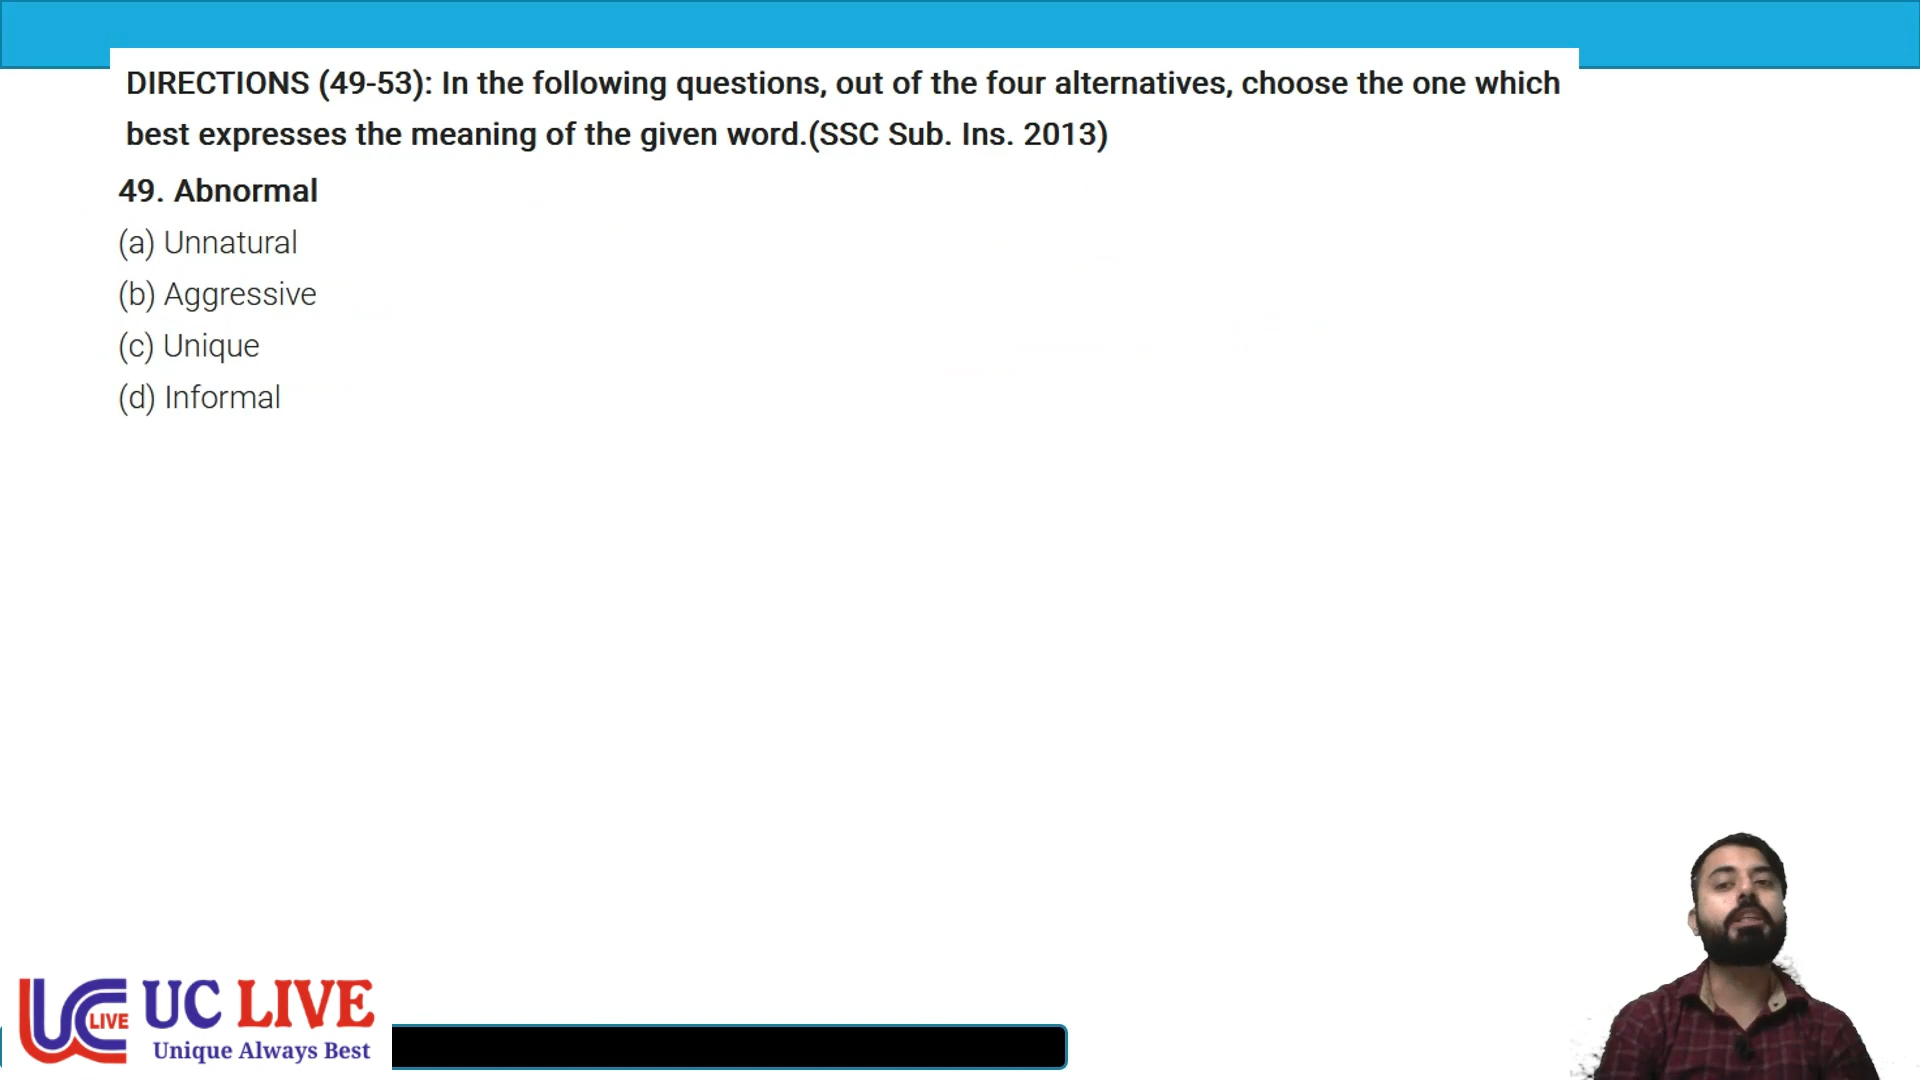 DIRECTIONS (49-53): In the following questions, out of the four alternatives, choose the one which
best expresses the meaning of the given word.(SSC Sub. Ins. 2013)
49. Abnormal
(a) Unnatural
(b) Aggressive
(c) Unique
(d) Informal
UC LIVE
LIVE
Unique Always Best